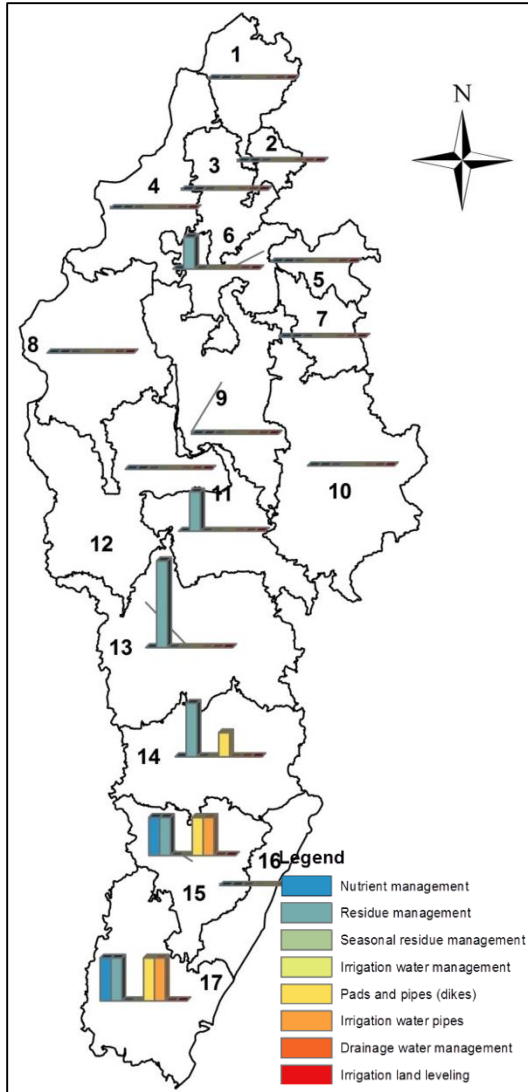 1
N
2
3
4
6
5
7
8
9
10
11
12
13
14
16
Legend
15
Nutrient management
Residue management
Seasonal residue management
Irrigation water management
17
Pads and pipes (dikes)
Irrigation water pipes
Drainage water management
Irrigation land leveling